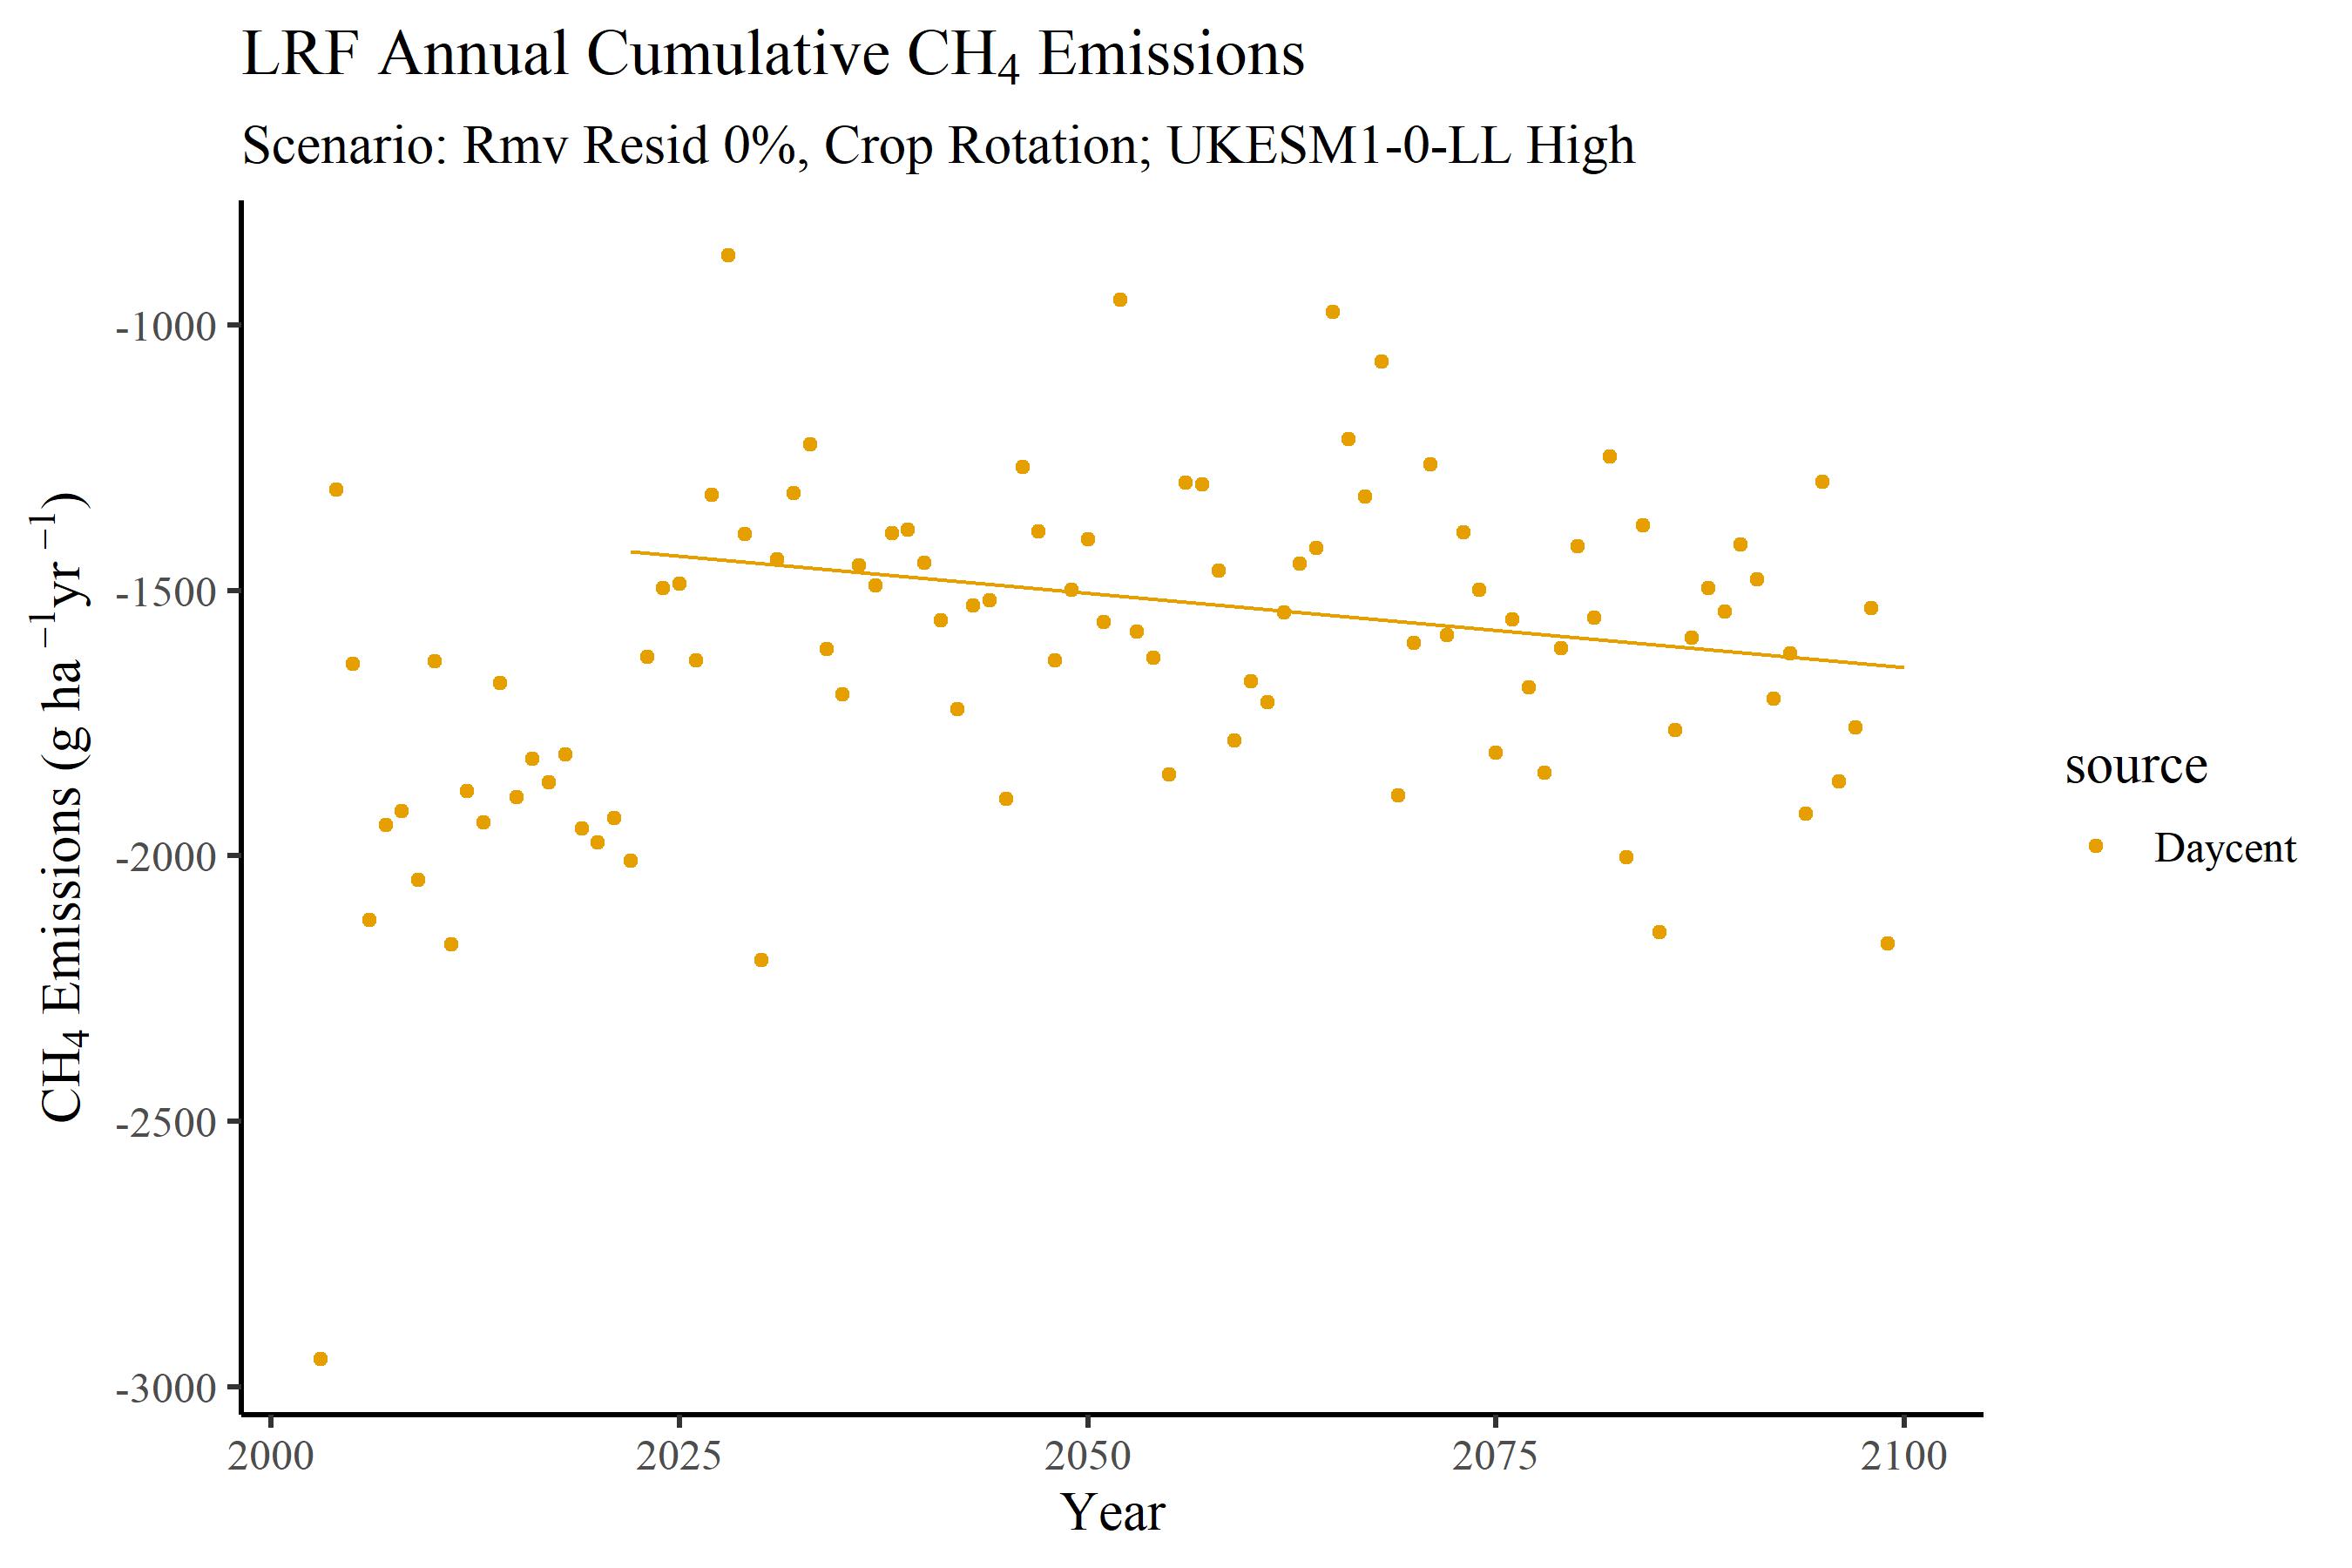 LRF Annual Cumulative CH₄ Emissions
Scenario: Rmv Resid 0%, Crop Rotation; UKESM1-0-LL High
CH₄ Emissions (g ha ⁻¹yr ⁻¹)
-1000
-1500
-2000
-2500
-3000
2000 2025 2050 2075 2100
Year
source
Daycent